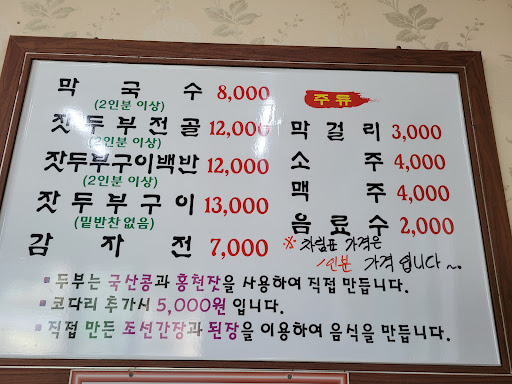 막국수 8,000
(2인분 이상)
잣두부전골 12,000
(2인분 이상)
잣두부구이백반 12,000
(2인분 이상)
잣두부구이 13,000
(밑반찬없음)
감자전 7,000
주류
막걸리 3,000
소주 4,000
맥주 4,000
음료수 2,000
※ 차림표 가격은
1인분 가격 입니다~.
두부는 국산콩과 홍천잣을 사용하여 직접 만듭니다.
코다리 추가시 5,000원 입니다.
직접 만든 조선간장과 된장을 이용하여 음식을 만듭니다.